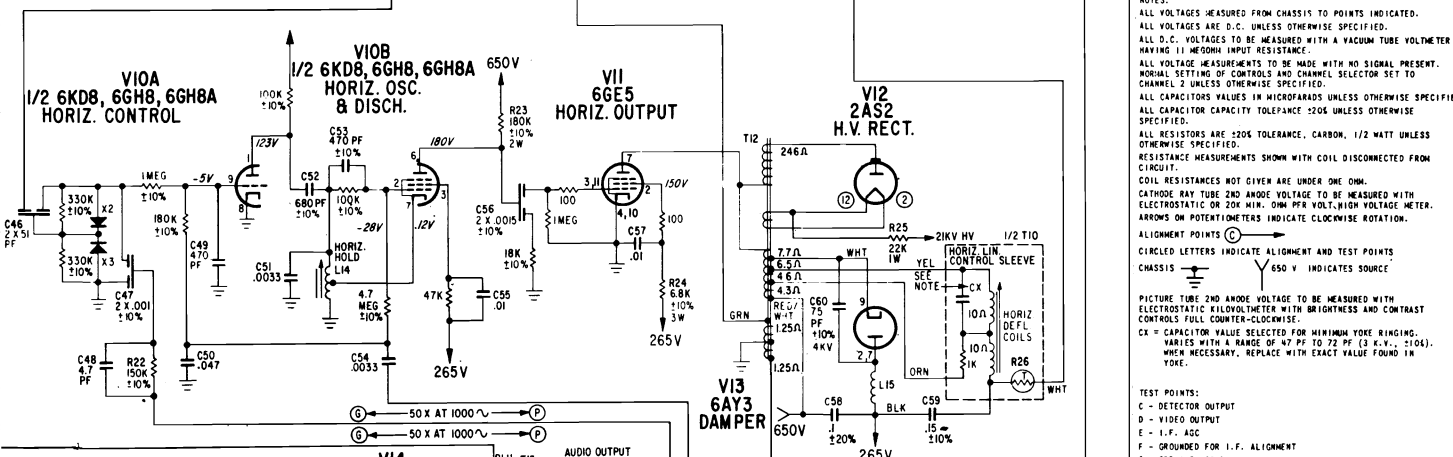 V10A
1/2 6KD8, 6GH8, 6GH8A
HORIZ. CONTROL
V10B
1/2 6KD8, 6GH8, 6GH8A
HORIZ. OSC.
& DISCH.
V11
6GE5
HORIZ. OUTPUT
V12
2AS2
H.V. RECT.
V13
6AY3
DAMPER
C46
2 X 51
PF
330K
±10%
X2
330K
±10%
X3
1MEG
±10%
-5V
180K
±10%
C49
470
PF
C47
2 X .001
±10%
C48
4.7
PF
R22
150K
±10%
C50
.047
123V
1
9
8
100K
±10%
C52
680 PF
±10%
C53
470 PF
±10%
100K
±10%
-28V
C51
.0033
HORIZ.
HOLD
L14
4.7
MEG
±10%
C54
.0033
180V
6
2
3
7
.12V
47K
C55
.01
265V
650V
R23
180K
±10%
2W
C56
2 X .0015
±10%
18K
±10%
100
1MEG
3,11
7
2
4,10
150V
100
C57
.01
R24
6.8K
±10%
3W
265V
T12
246Ω
12
2
R25
22K
1W
21KV HV
1/2 T10
7.7Ω
6.5Ω
4.6Ω
4.3Ω
RED/
WHT
1.25Ω
1.25Ω
GRN
WHT
C60
75
PF
±10%
4KV
9
2,7
L15
BLK
YEL
SEE
NOTE
HORIZ. LIN.
CONTROL SLEEVE
CX
10Ω
10Ω
1K
ORN
HORIZ
DEFL
COILS
R26
T
WHT
650V
C58
.1
±20%
C59
.15
±10%
265V
G 50 X AT 1000 P
G 50 X AT 1000 P
AUDIO OUTPUT
NOTES:
ALL VOLTAGES MEASURED FROM CHASSIS TO POINTS INDICATED.
ALL VOLTAGES ARE D.C. UNLESS OTHERWISE SPECIFIED.
ALL D.C. VOLTAGES TO BE MEASURED WITH A VACUUM TUBE VOLTMETER
HAVING 11 MEGOHM INPUT RESISTANCE.
ALL VOLTAGE MEASUREMENTS TO BE MADE WITH NO SIGNAL PRESENT.
NORMAL SETTING OF CONTROLS AND CHANNEL SELECTOR SET TO
CHANNEL 2 UNLESS OTHERWISE SPECIFIED.
ALL CAPACITORS VALUES IN MICROFARADS UNLESS OTHERWISE SPECIFI
ALL CAPACITOR CAPACITY TOLERANCE ±20% UNLESS OTHERWISE
SPECIFIED.
ALL RESISTORS ARE ±20% TOLERANCE, CARBON, 1/2 WATT UNLESS
OTHERWISE SPECIFIED.
RESISTANCE MEASUREMENTS SHOWN WITH COIL DISCONNECTED FROM
CIRCUIT.
COIL RESISTANCES NOT GIVEN ARE UNDER ONE OHM.
CATHODE RAY TUBE 2ND ANODE VOLTAGE TO BE MEASURED WITH
ELECTROSTATIC OR 20K MIN. OHM PER VOLT, HIGH VOLTAGE METER.
ARROWS ON POTENTIOMETERS INDICATE CLOCKWISE ROTATION.
ALIGNMENT POINTS C
CIRCLED LETTERS INDICATE ALIGNMENT AND TEST POINTS
CHASSIS 650 V INDICATES SOURCE
PICTURE TUBE 2ND ANODE VOLTAGE TO BE MEASURED WITH
ELECTROSTATIC KILOVOLTMETER WITH BRIGHTNESS AND CONTRAST
CONTROLS FULL COUNTER-CLOCKWISE.
CX = CAPACITOR VALUE SELECTED FOR MINIMUM YOKE RINGING.
VARIES WITH A RANGE OF 47 PF TO 72 PF (3 K.V., ±10%).
WHEN NECESSARY, REPLACE WITH EXACT VALUE FOUND IN
YOKE.
TEST POINTS:
C - DETECTOR OUTPUT
D - VIDEO OUTPUT
E - I.F. AGC
F - GROUNDED FOR I.F. ALIGNMENT